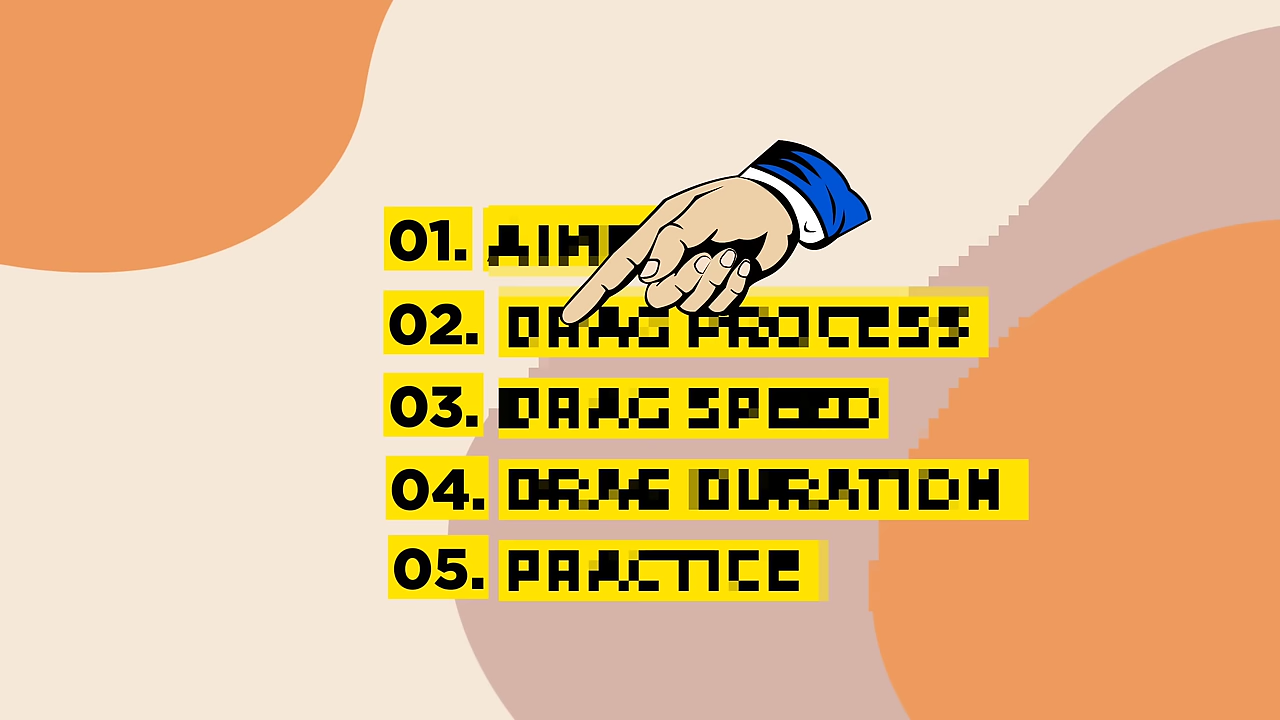 01.
02. DRAG PROCESS
03. DRAG SPEED
04. DRAG DURATION
05. PRACTICE